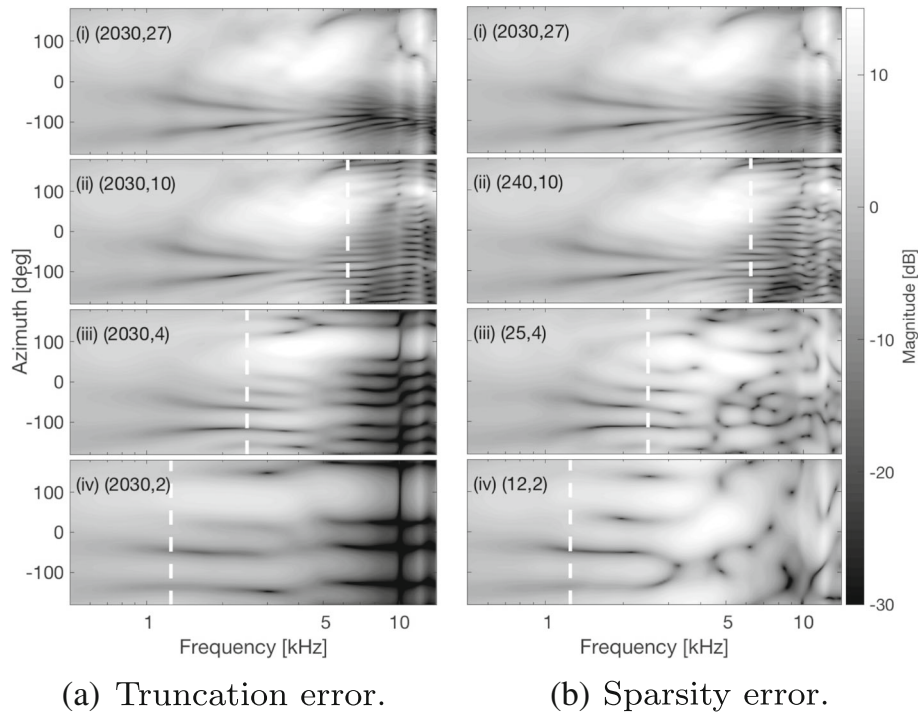 (i) (2030,27)
100
0
-100
(ii) (2030,10)
100
0
100
(iii) (2030,4)
100
0
-100
(iv) (2030,2)
100
0
-100
Azimuth [deg]
1
5
10
Frequency [kHz]
(a) Truncation error.
(i) (2030,27)
(ii) (240,10)
(iii) (25,4)
(iv) (12,2)
1
5
10
Frequency [kHz]
10
0
-10
-20
-30
Magnitude [dB]
(b) Sparsity error.